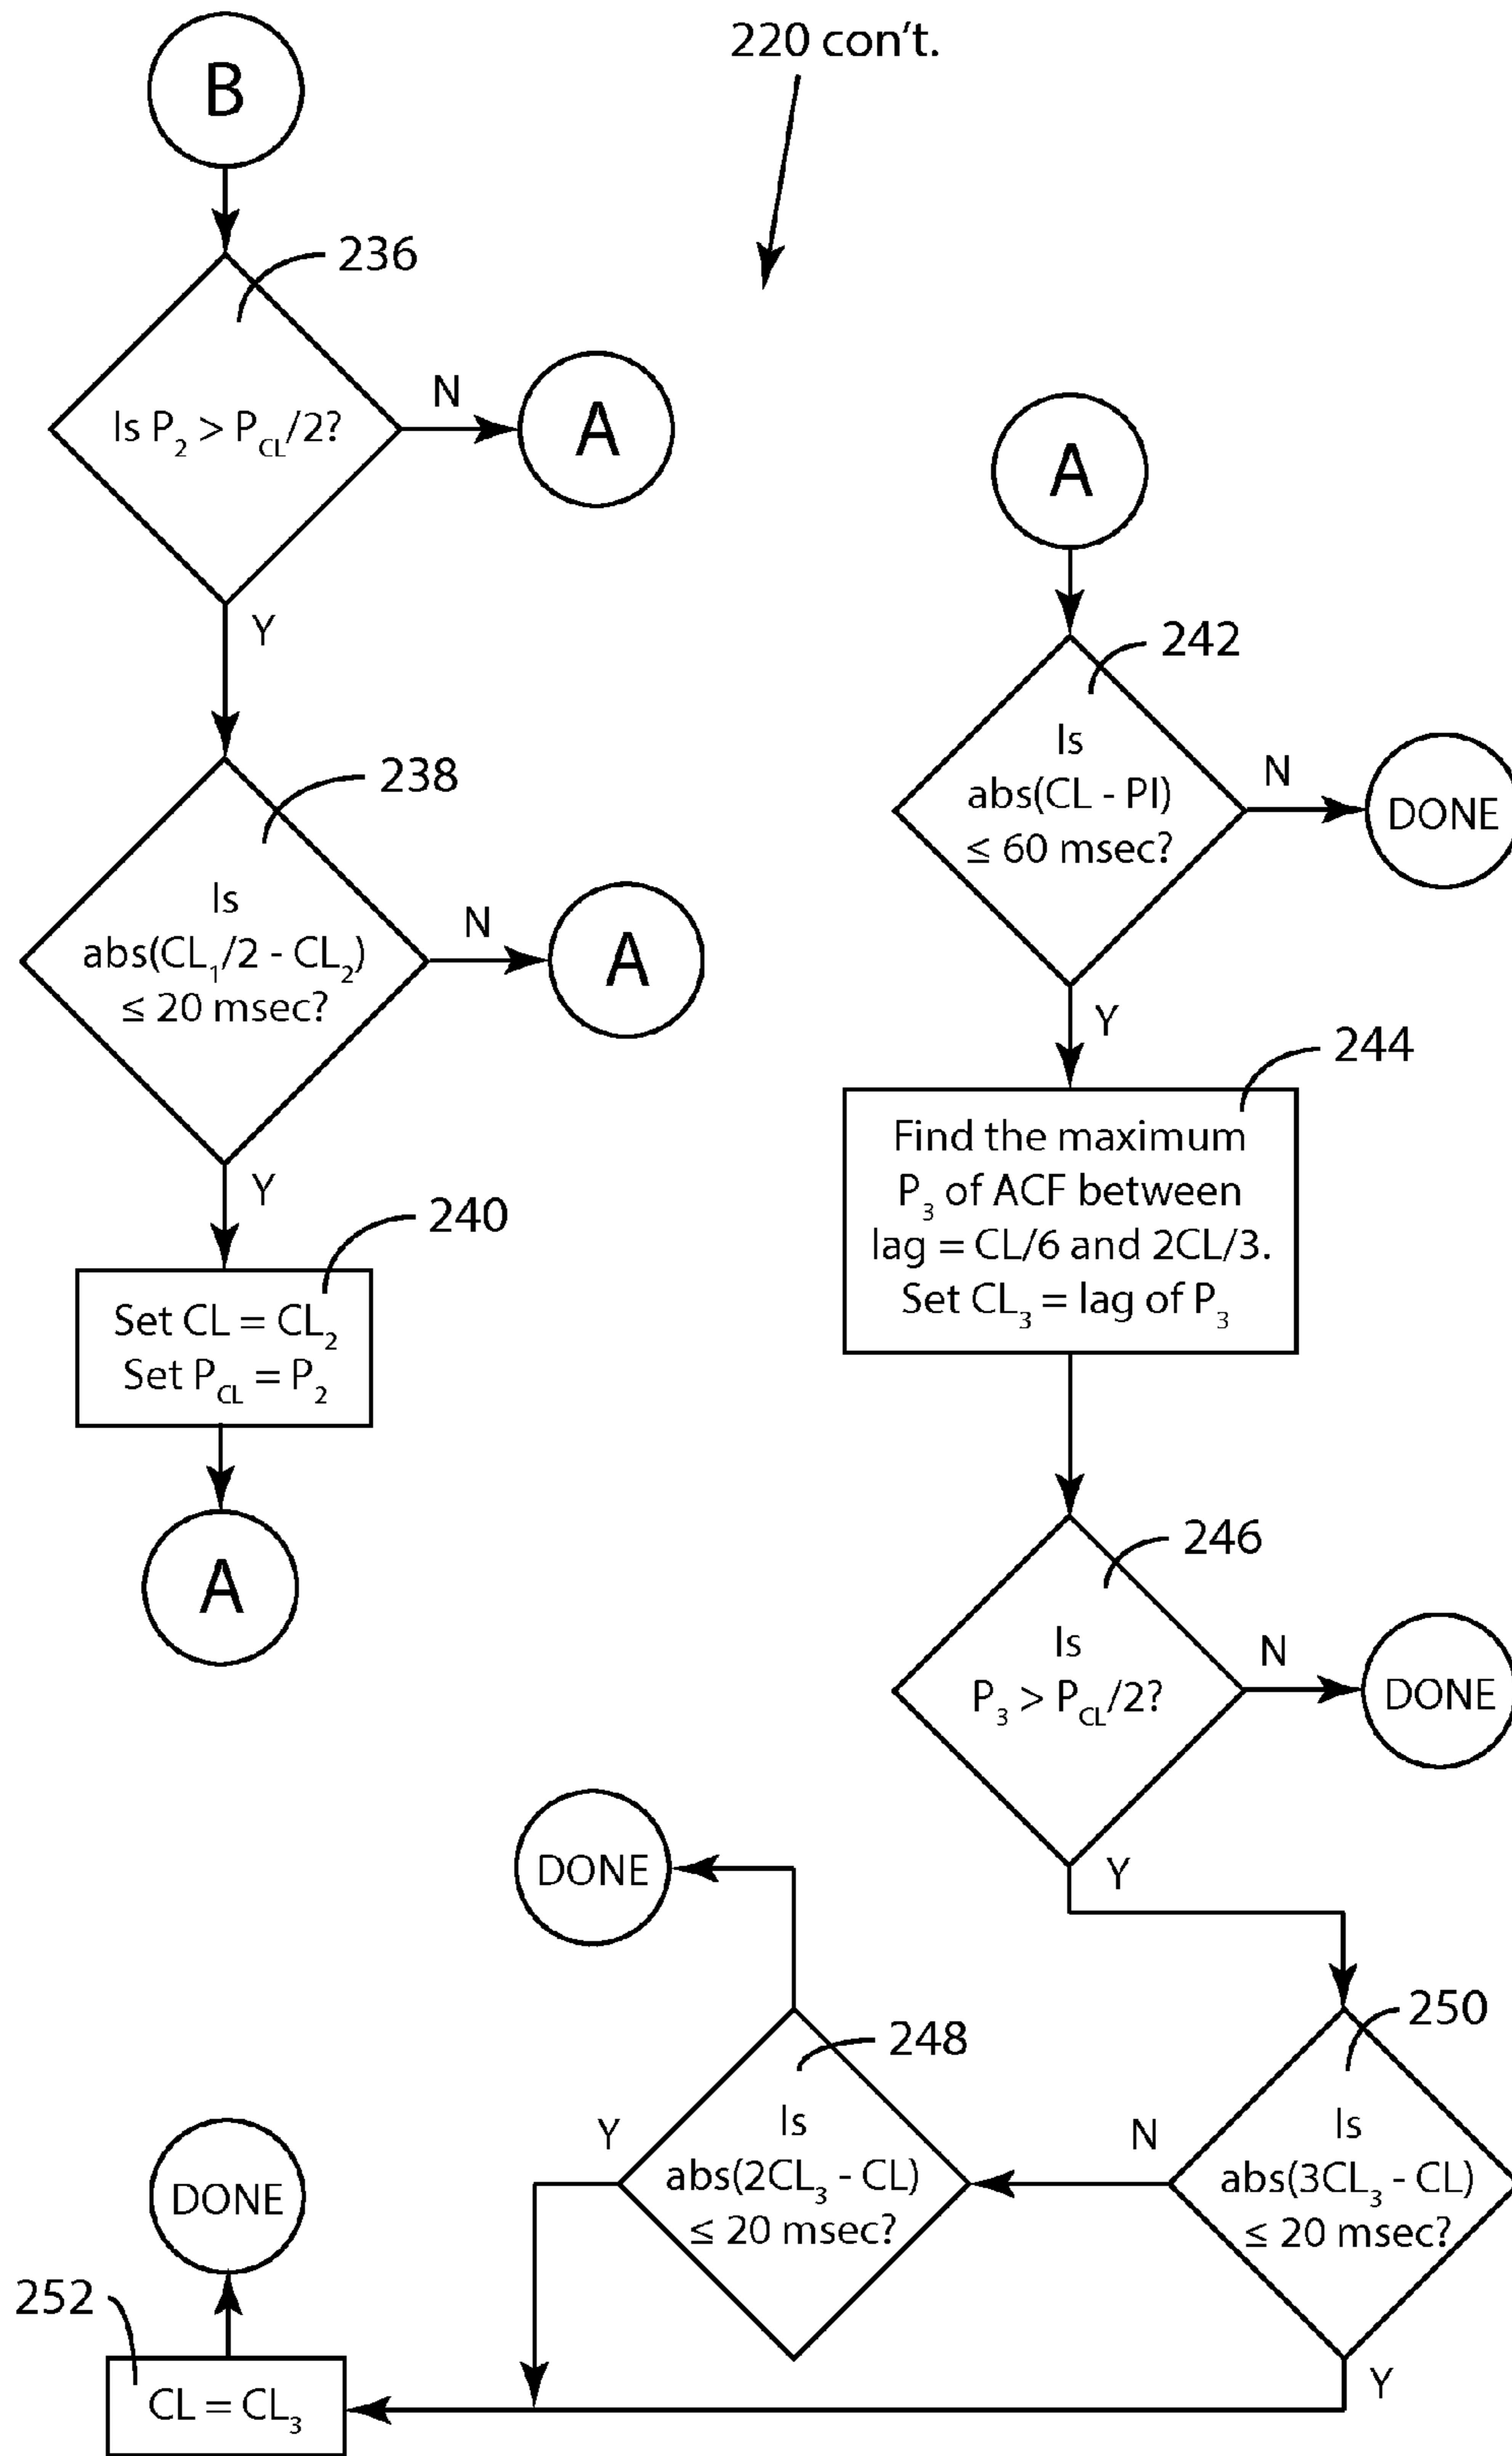 220 con't.
B
236
Is P₂ > P_CL/2?
N
A
Y
238
Is
abs(CL₁/2 - CL₂)
≤ 20 msec?
N
A
Y
240
Set CL = CL₂
Set P_CL = P₂
A
A
242
Is
abs(CL - PI)
≤ 60 msec?
N
DONE
Y
244
Find the maximum
P₃ of ACF between
lag = CL/6 and 2CL/3.
Set CL₃ = lag of P₃
246
Is
P₃ > P_CL/2?
N
DONE
Y
250
Is
abs(3CL₃ - CL)
≤ 20 msec?
N
Y
248
Is
abs(2CL₃ - CL)
≤ 20 msec?
DONE
Y
252
CL = CL₃
DONE